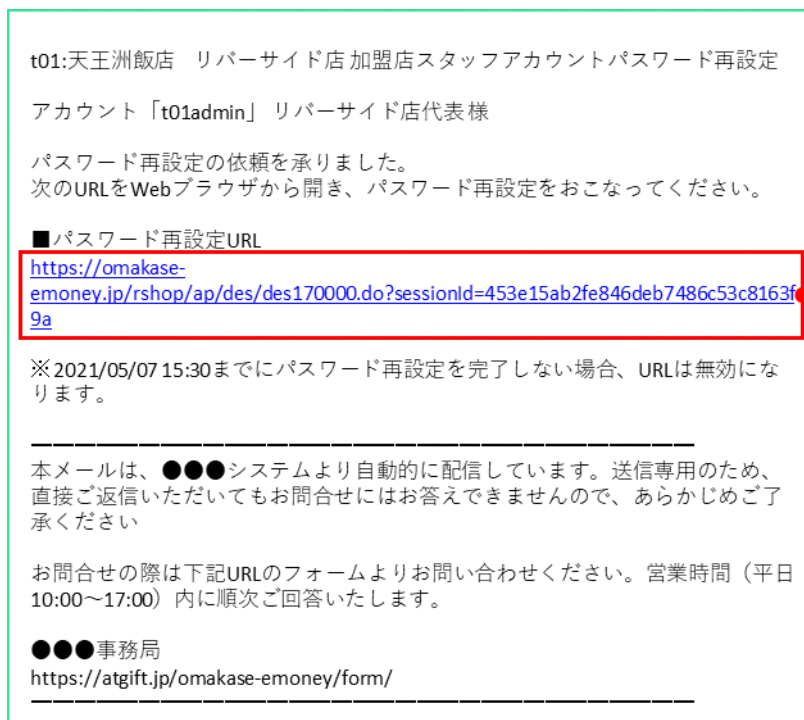 t01:天王洲飯店　リバーサイド店 加盟店スタッフアカウントパスワード再設定
アカウント「t01admin」 リバーサイド店代表 様
パスワード再設定の依頼を承りました。
次のURLをWebブラウザから開き、パスワード再設定をおこなってください。
■パスワード再設定URL
https://omakase-
emoney.jp/rshop/ap/des/des170000.do?sessionId=453e15ab2fe846deb7486c53c8163f
9a
※2021/05/07 15:30までにパスワード再設定を完了しない場合、URLは無効にな
ります。
本メールは、●●●システムより自動的に配信しています。送信専用のため、
直接ご返信いただいてもお問合せにはお答えできませんので、あらかじめご了
承ください
お問合せの際は下記URLのフォームよりお問い合わせください。営業時間（平日
10:00～17:00）内に順次ご回答いたします。
●●●事務局
https://atgift.jp/omakase-emoney/form/